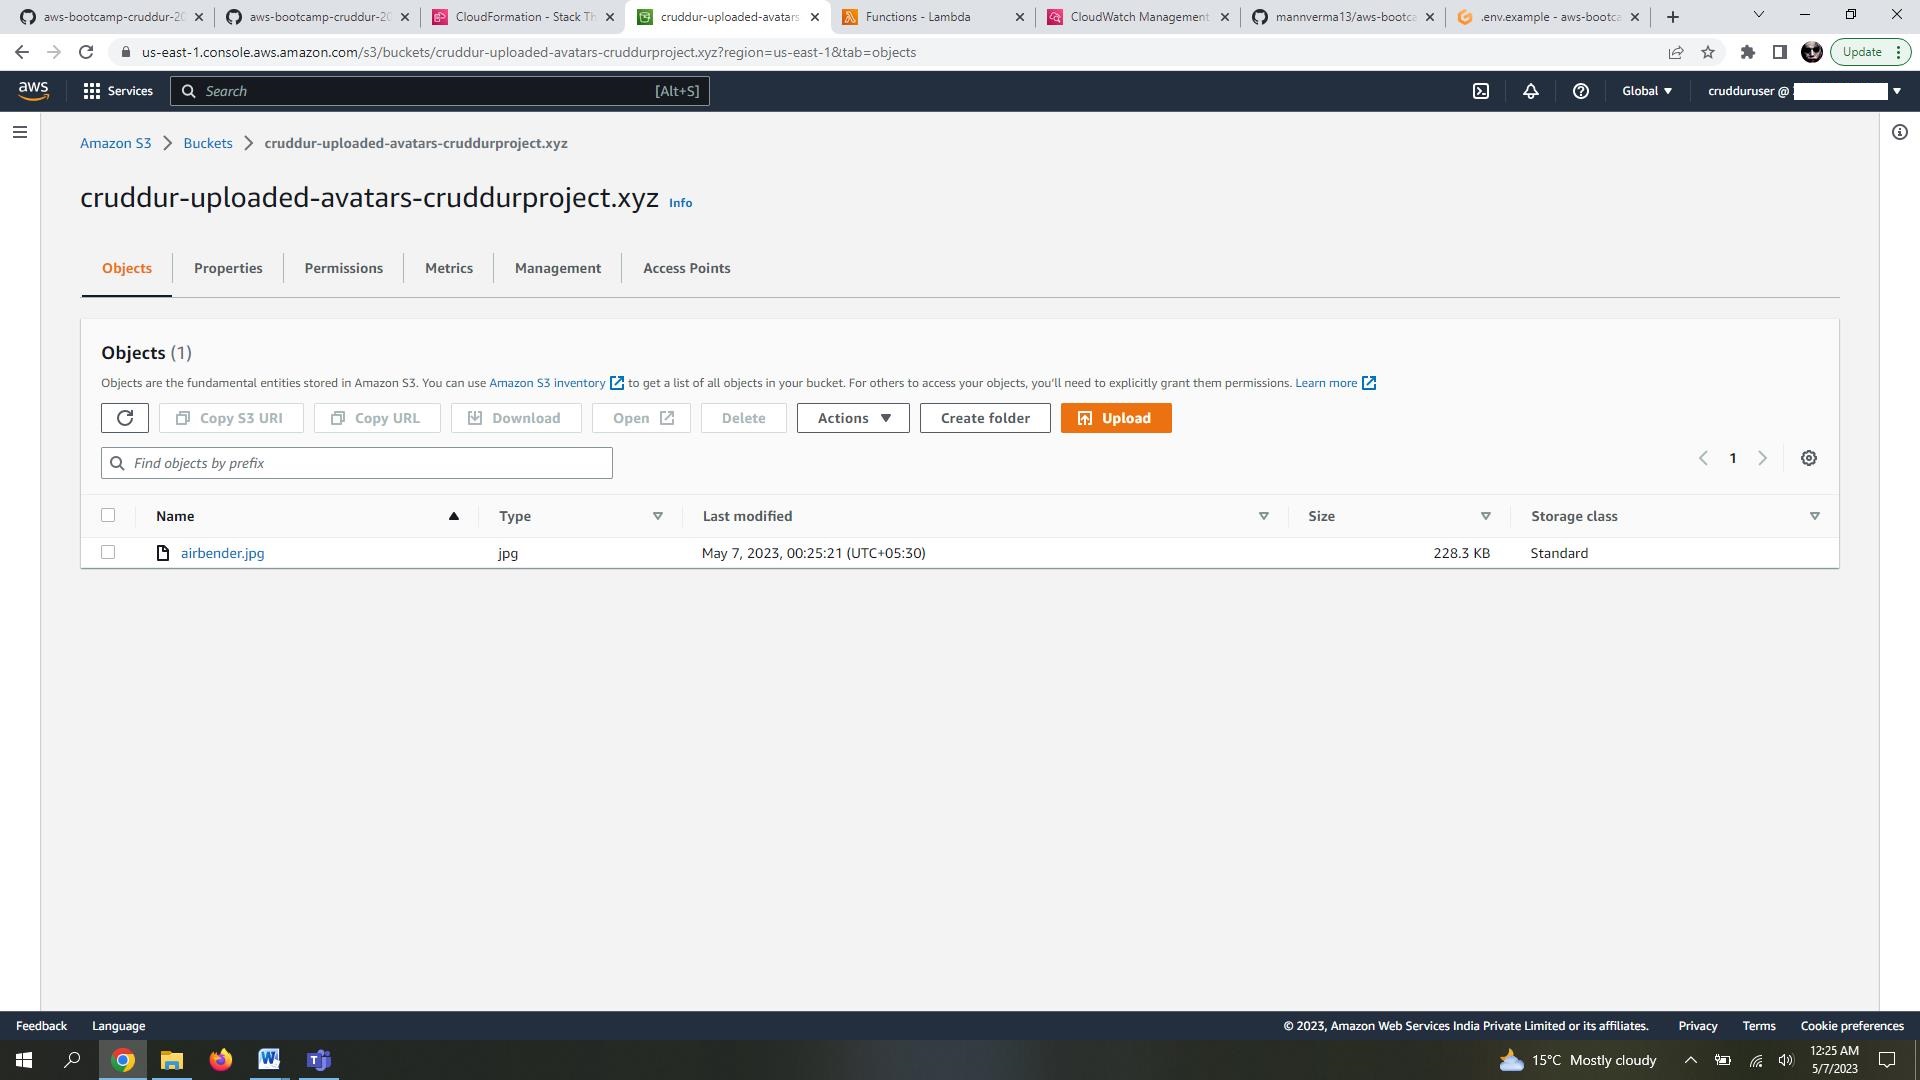 aws-bootcamp-cruddur-20
aws-bootcamp-cruddur-20
CloudFormation - Stack Th
cruddur-uploaded-avatars
Functions - Lambda
CloudWatch Management
mannverma13/aws-bootca
.env.example - aws-bootca
us-east-1.console.aws.amazon.com/s3/buckets/cruddur-uploaded-avatars-cruddurproject.xyz?region=us-east-1&tab=objects
Update
aws
Services
Search
[Alt+S]
Global
crudduruser @
Amazon S3
Buckets
cruddur-uploaded-avatars-cruddurproject.xyz
cruddur-uploaded-avatars-cruddurproject.xyz Info
Objects
Properties
Permissions
Metrics
Management
Access Points
Objects (1)
Objects are the fundamental entities stored in Amazon S3. You can use Amazon S3 inventory to get a list of all objects in your bucket. For others to access your objects, you'll need to explicitly grant them permissions. Learn more
Copy S3 URI
Copy URL
Download
Open
Delete
Actions
Create folder
Upload
Find objects by prefix
1
Name
Type
Last modified
Size
Storage class
airbender.jpg
jpg
May 7, 2023, 00:25:21 (UTC+05:30)
228.3 KB
Standard
Feedback
Language
© 2023, Amazon Web Services India Private Limited or its affiliates.
Privacy
Terms
Cookie preferences
15°C Mostly cloudy
12:25 AM
5/7/2023